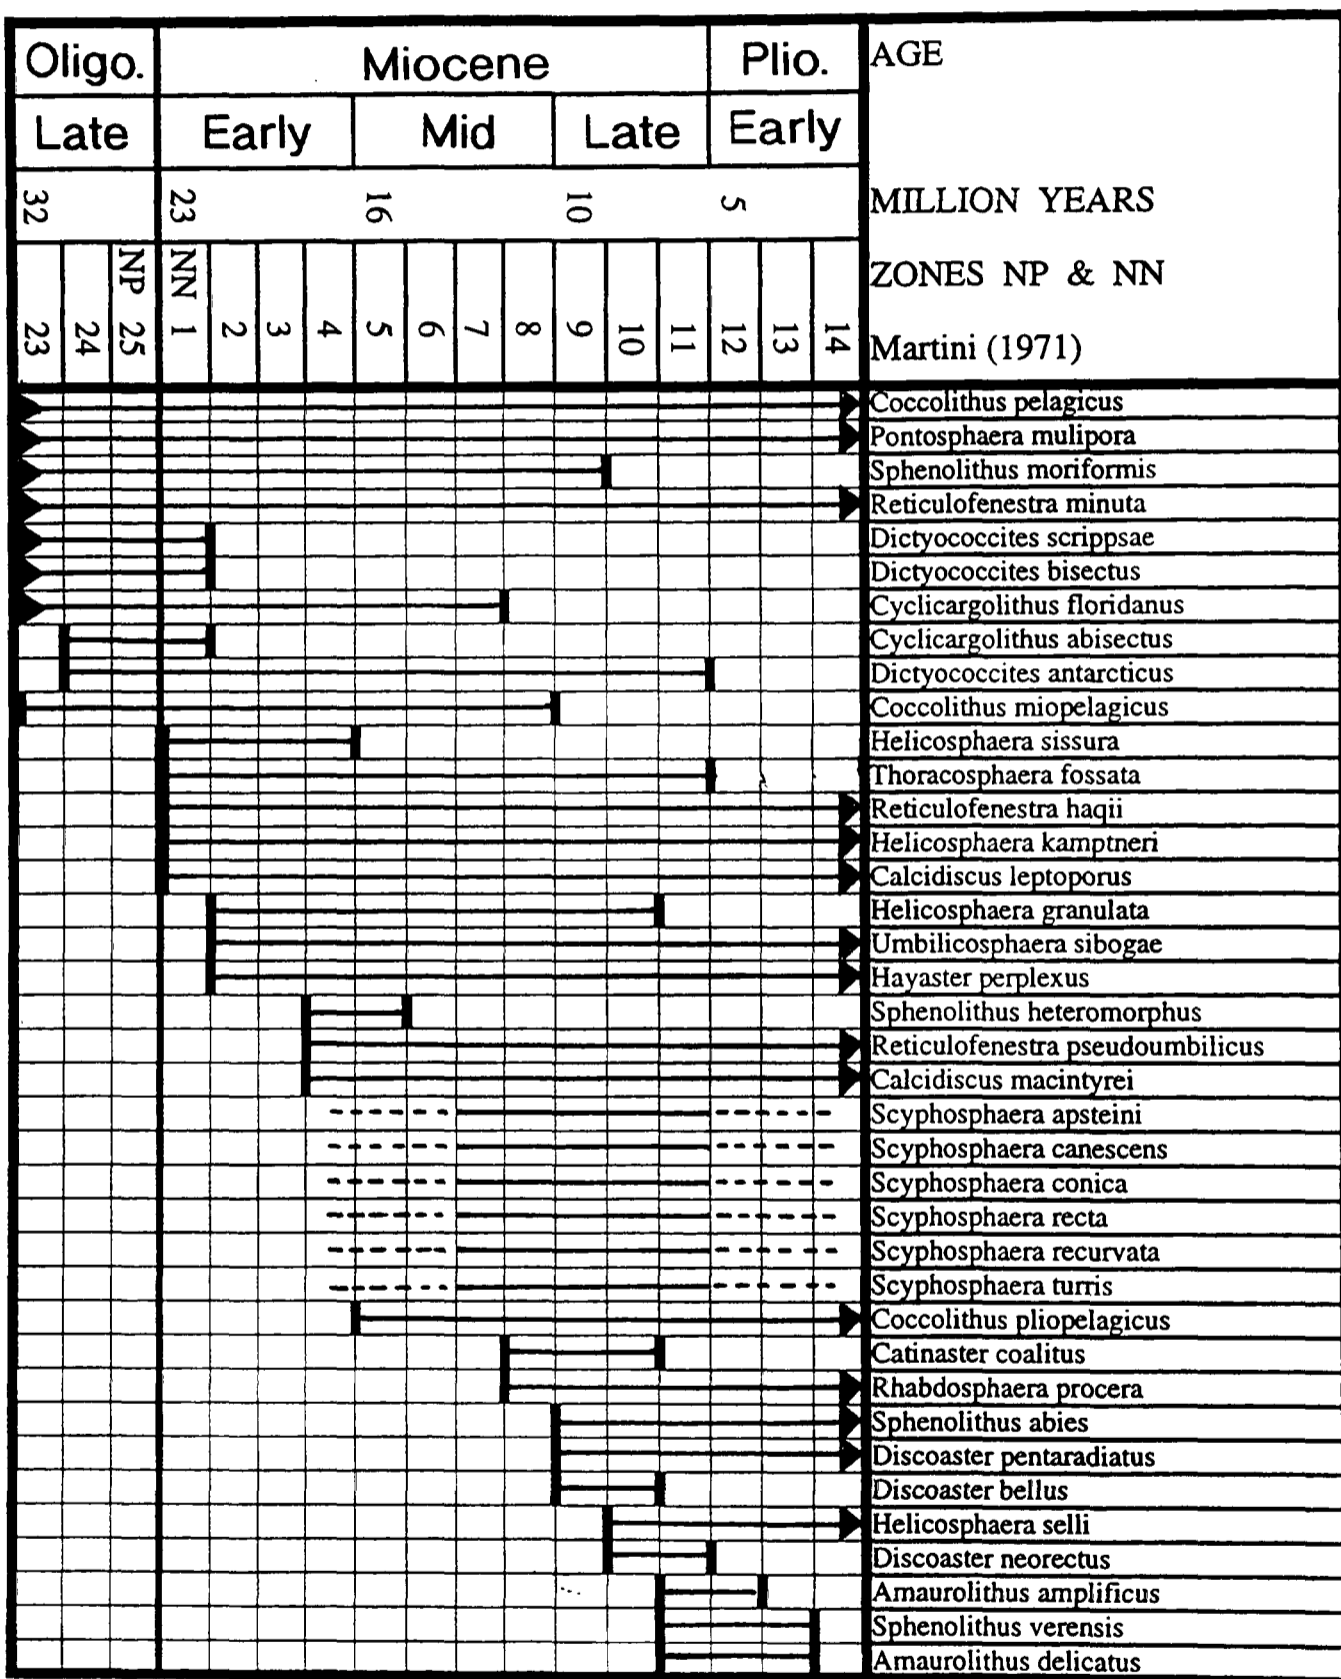 Oligo. Miocene Plio. AGE
Late Early Mid Late Early
32 23 16 10 5 MILLION YEARS
NP NN ZONES NP & NN
23 24 25 1 2 3 4 5 6 7 8 9 10 11 12 13 14 Martini (1971)
Coccolithus pelagicus
Pontosphaera mulipora
Sphenolithus moriformis
Reticulofenestra minuta
Dictyococcites scrippsae
Dictyococcites bisectus
Cyclicargolithus floridanus
Cyclicargolithus abisectus
Dictyococcites antarcticus
Coccolithus miopelagicus
Helicosphaera sissura
Thoracosphaera fossata
Reticulofenestra haqii
Helicosphaera kamptneri
Calcidiscus leptoporus
Helicosphaera granulata
Umbilicosphaera sibogae
Hayaster perplexus
Sphenolithus heteromorphus
Reticulofenestra pseudoumbilicus
Calcidiscus macintyrei
Scyphosphaera apsteini
Scyphosphaera canescens
Scyphosphaera conica
Scyphosphaera recta
Scyphosphaera recurvata
Scyphosphaera turris
Coccolithus pliopelagicus
Catinaster coalitus
Rhabdosphaera procera
Sphenolithus abies
Discoaster pentaradiatus
Discoaster bellus
Helicosphaera selli
Discoaster neorectus
Amaurolithus amplificus
Sphenolithus verensis
Amaurolithus delicatus